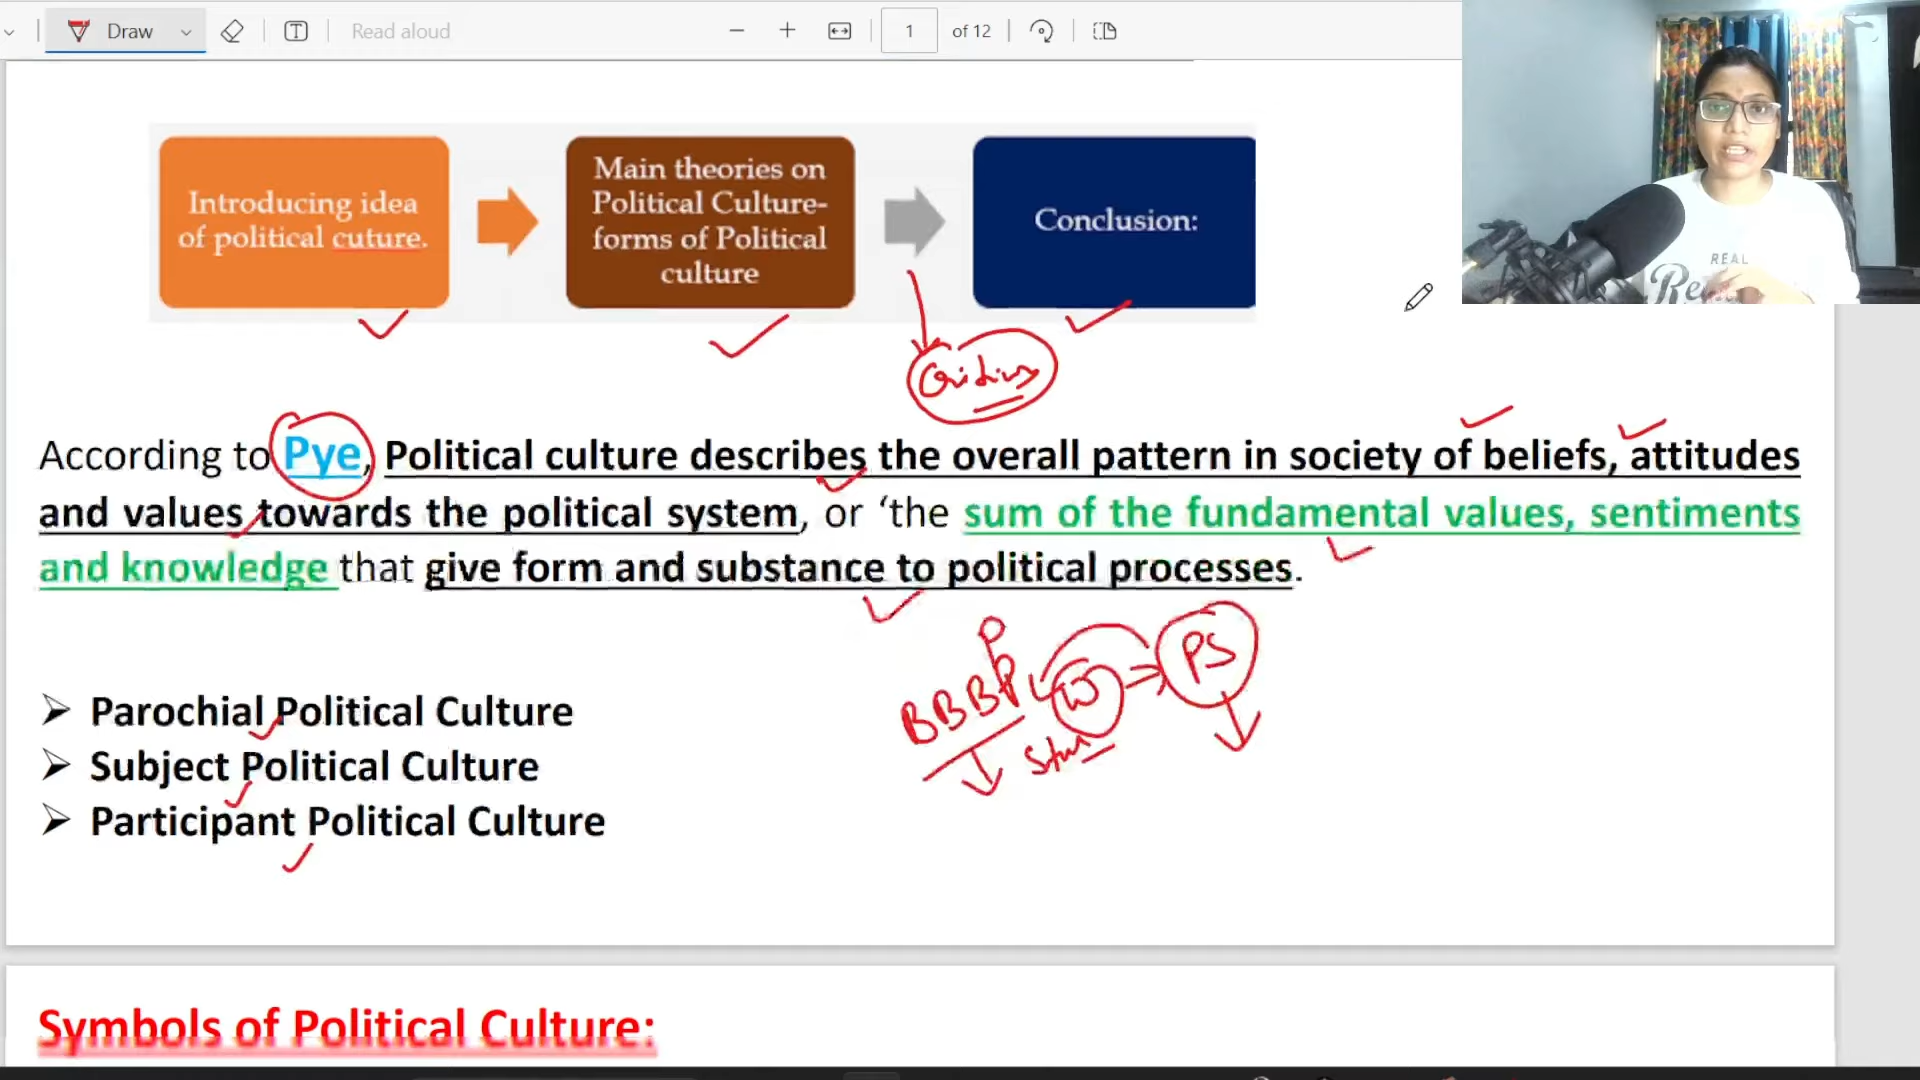 Draw
Read aloud
1 of 12
Introducing idea
of political cuture.
Main theories on
Political Culture-
forms of Political
culture
Conclusion:
REAL
According to Pye, Political culture describes the overall pattern in society of beliefs, attitudes
and values towards the political system, or ‘the sum of the fundamental values, sentiments
and knowledge that give form and substance to political processes.
P
BBBP W PS
➢ Parochial Political Culture
➢ Subject Political Culture
➢ Participant Political Culture
Symbols of Political Culture: